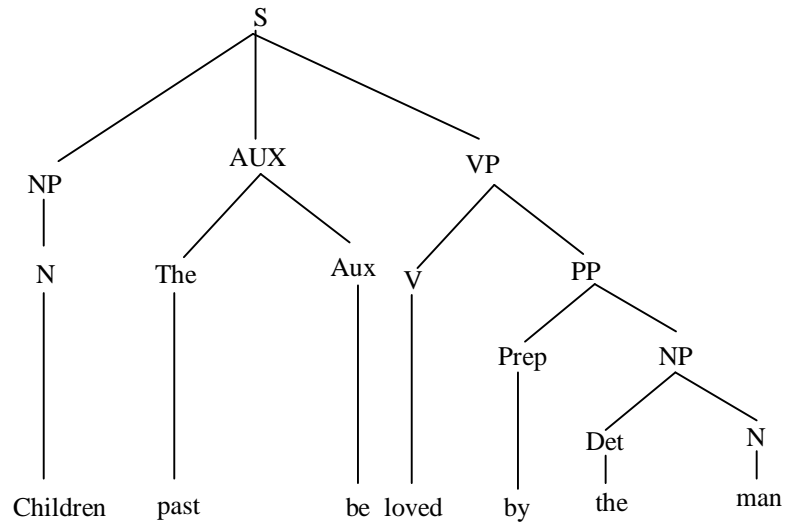 S
AUX
VP
NP
N
The
Aux
V
PP
Prep
NP
Det
N
Children past be loved by the man